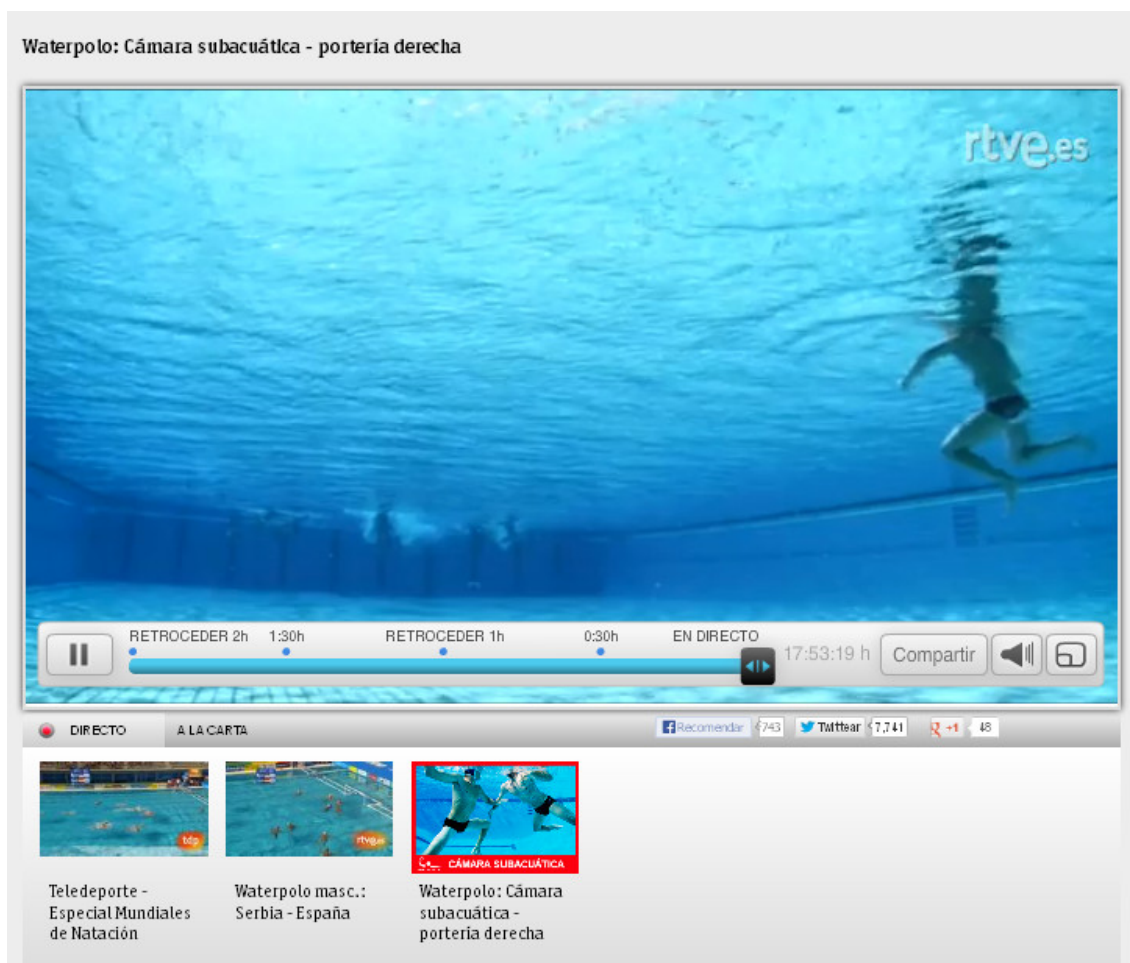 Waterpolo: Cámara subacuática - portería derecha
rtve.es
RETROCEDER 2h 1:30h RETROCEDER 1h 0:30h EN DIRECTO
17:53:19 h Compartir
DIRECTO A LA CARTA Recomendar 743 Twittear 7,741 +1 48
tdp
rtve.es
CÁMARA SUBACUÁTICA
Teledeporte -
Especial Mundiales
de Natación
Waterpolo masc.:
Serbia - España
Waterpolo: Cámara
subacuática -
portería derecha